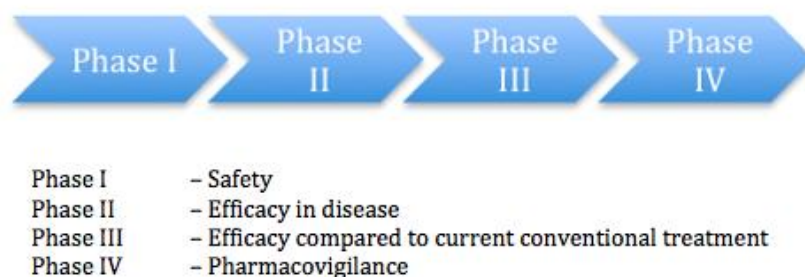 Phase I
Phase
II
Phase
III
Phase
IV
Phase I – Safety
Phase II – Efficacy in disease
Phase III – Efficacy compared to current conventional treatment
Phase IV – Pharmacovigilance